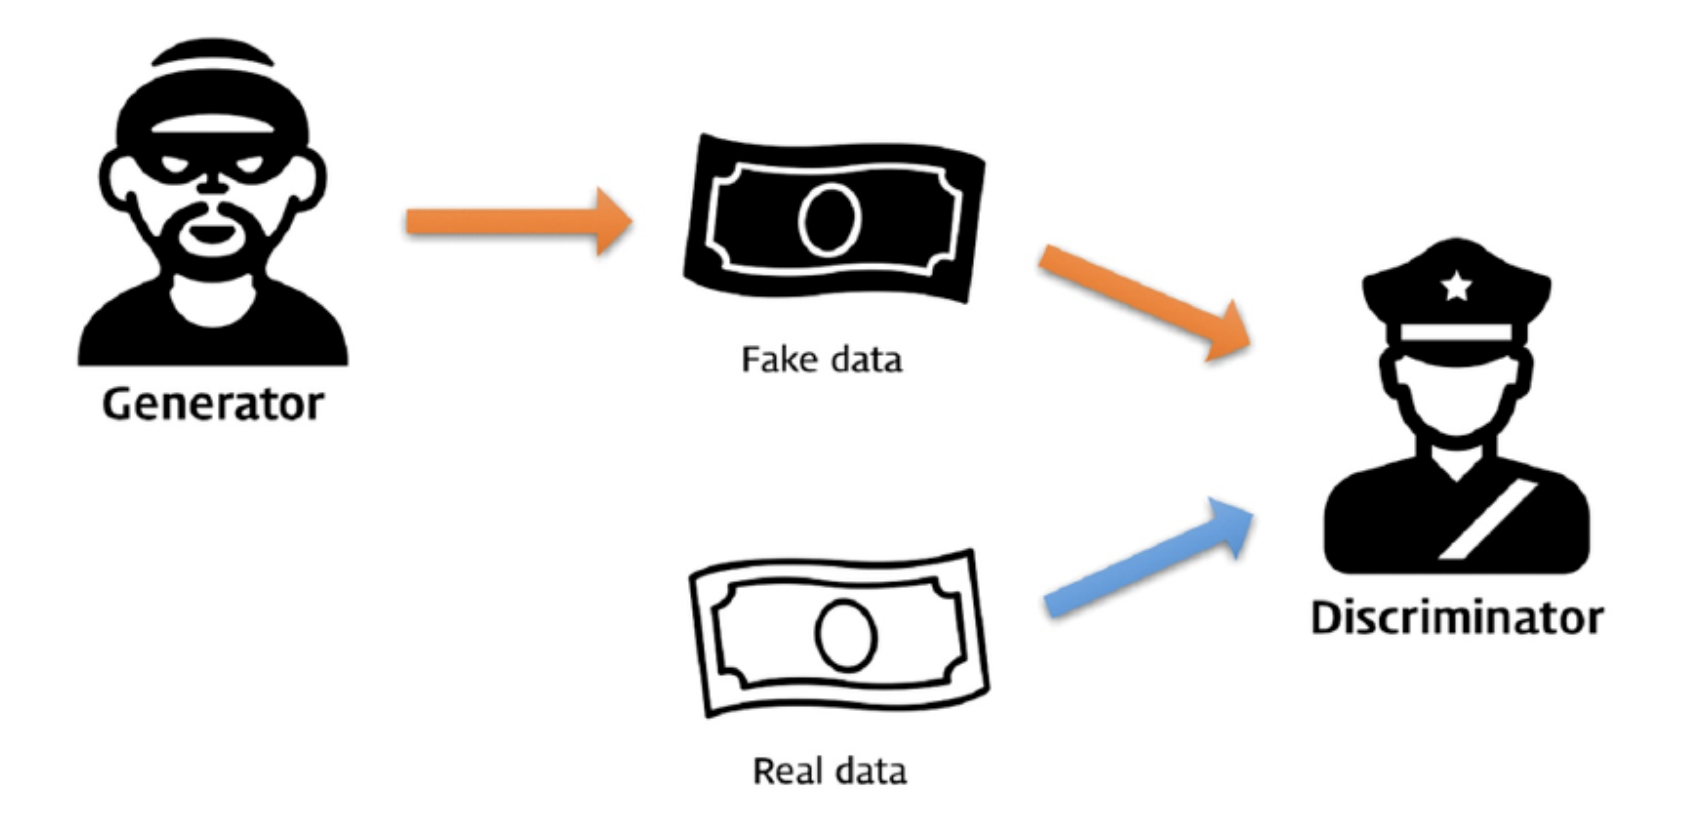 Generator
Fake data
Discriminator
Real data